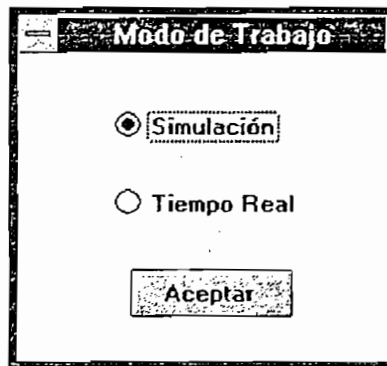 Modo de Trabajo
Simulación
Tiempo Real
Aceptar